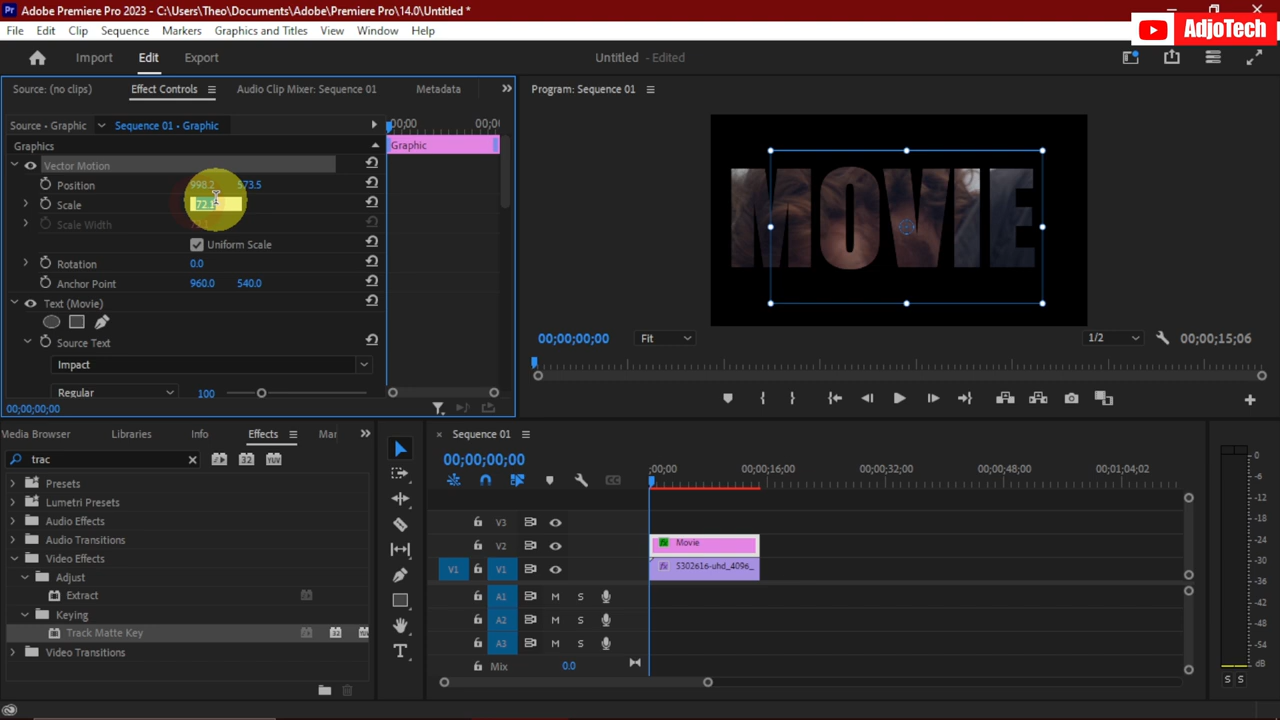 Adobe Premiere Pro - C:\Users\Theo\Documents\Adobe\Premiere Pro\14.0\Untitled *
AdjoTech
File Edit Clip Sequence Markers Graphics and Titles View Window Help
Import Edit Export
Untitled - Edited
Source: (no clips) Effect Controls Audio Clip Mixer: Sequence 01 Metadata
Program: Sequence 01
Source • Graphic Sequence 01 • Graphic
00;00 00;0
Graphics
Graphic
Vector Motion
Position 998.2 573.5
Scale 72.1
Scale Width 72.1
Uniform Scale
Rotation 0.0
Anchor Point 960.0 540.0
Text (Movie)
Source Text
Impact
Regular 100
00;00;00;00
MOVIE
00;00;00;00 Fit 1/2 00;00;15;06
Media Browser Libraries Info Effects Mar
trac
32 YUV
Presets
Lumetri Presets
Audio Effects
Audio Transitions
Video Effects
Adjust
Extract
Keying
Track Matte Key 32 YU
Video Transitions
Sequence 01
00;00;00;00
;00;00 00;00;16;00 00;00;32;00 00;00;48;00 00;01;04;02
V3
V2 Movie
V1 V1 5302616-uhd_4096_
A1 M S
A2 M S
A3 M S
Mix 0.0
0
-6
-12
-18
-24
-30
-36
-42
-48
-54
dB
S S